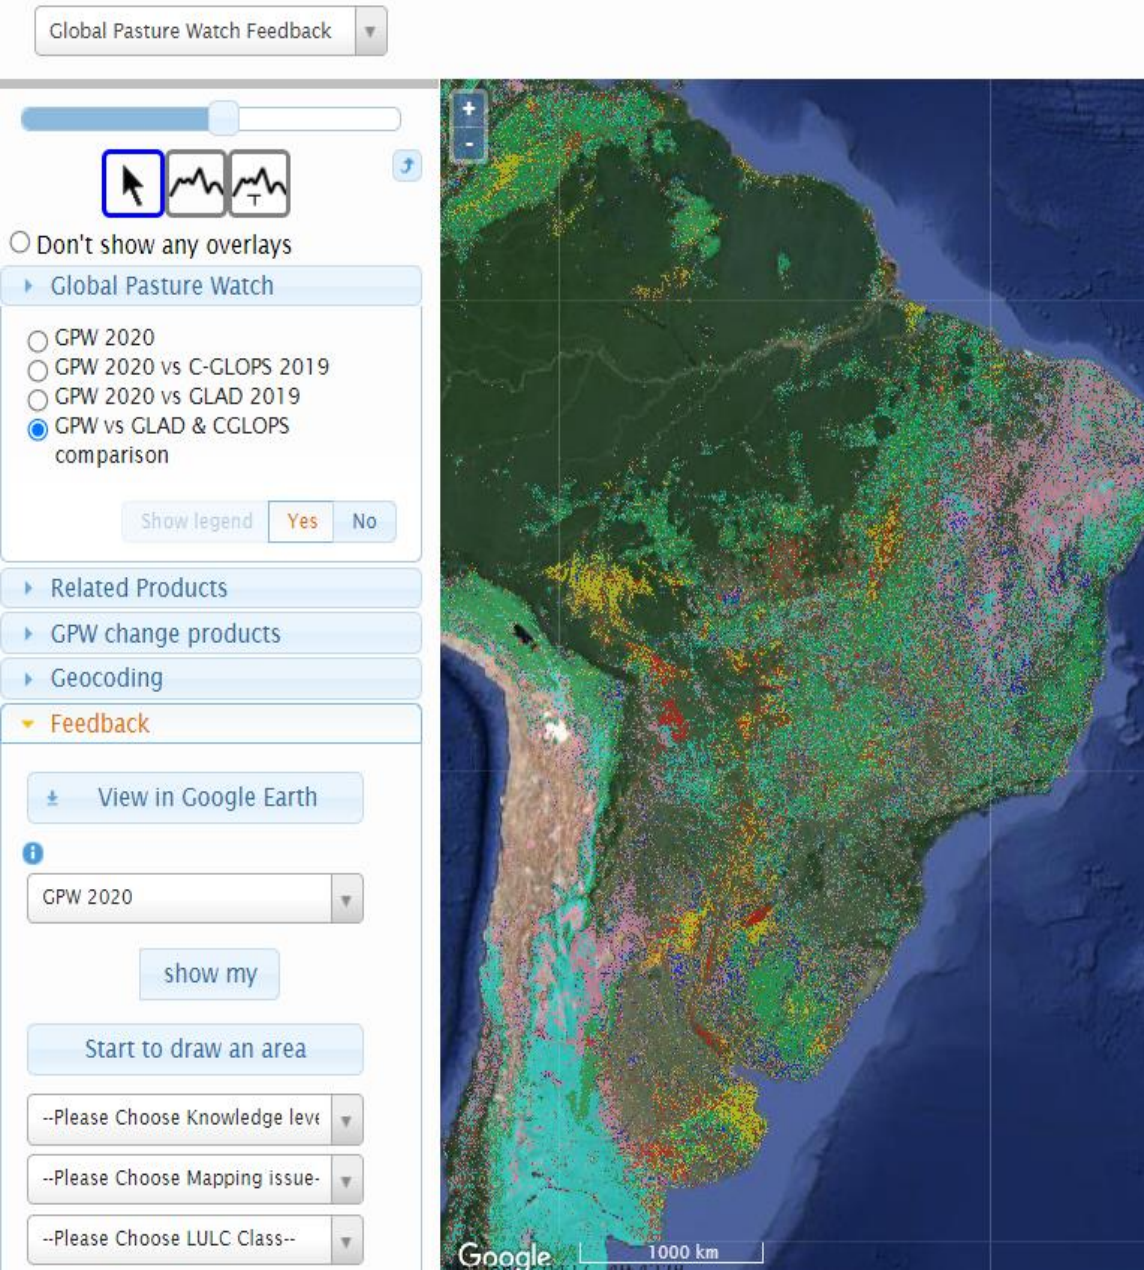 Global Pasture Watch Feedback
Don't show any overlays
Global Pasture Watch
GPW 2020
GPW 2020 vs C-GLOPS 2019
GPW 2020 vs GLAD 2019
GPW vs GLAD & CGLOPS
comparison
Show legend Yes No
Related Products
GPW change products
Geocoding
Feedback
View in Google Earth
GPW 2020
show my
Start to draw an area
--Please Choose Knowledge leve
--Please Choose Mapping issue-
--Please Choose LULC Class--
+
-
Google 1000 km